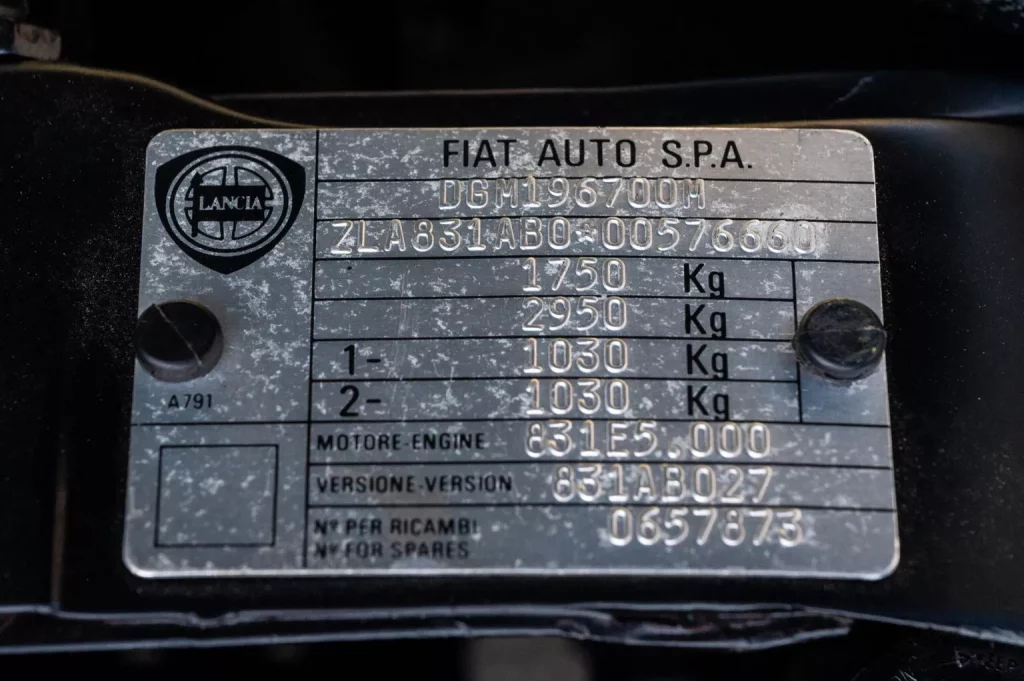 LANCIA
FIAT AUTO S.P.A.
DGM196700M
ZLA831AB0*00576660
1750 Kg
2950 Kg
1- 1030 Kg
2- 1030 Kg
A791
MOTORE-ENGINE 831E5.000
VERSIONE-VERSION 831AB027
Nº PER RICAMBI 0657873
Nº FOR SPARES